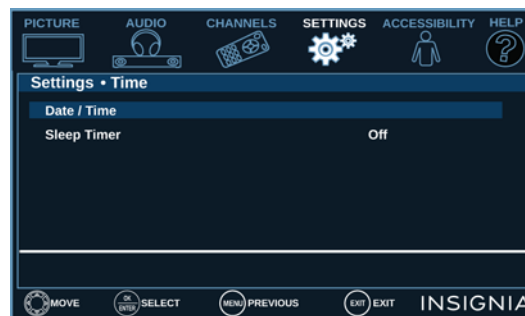 PICTURE AUDIO CHANNELS SETTINGS ACCESSIBILITY HELP
Settings • Time
Date / Time
Sleep Timer Off
MOVE OK ENTER SELECT MENU PREVIOUS EXIT EXIT INSIGNIA